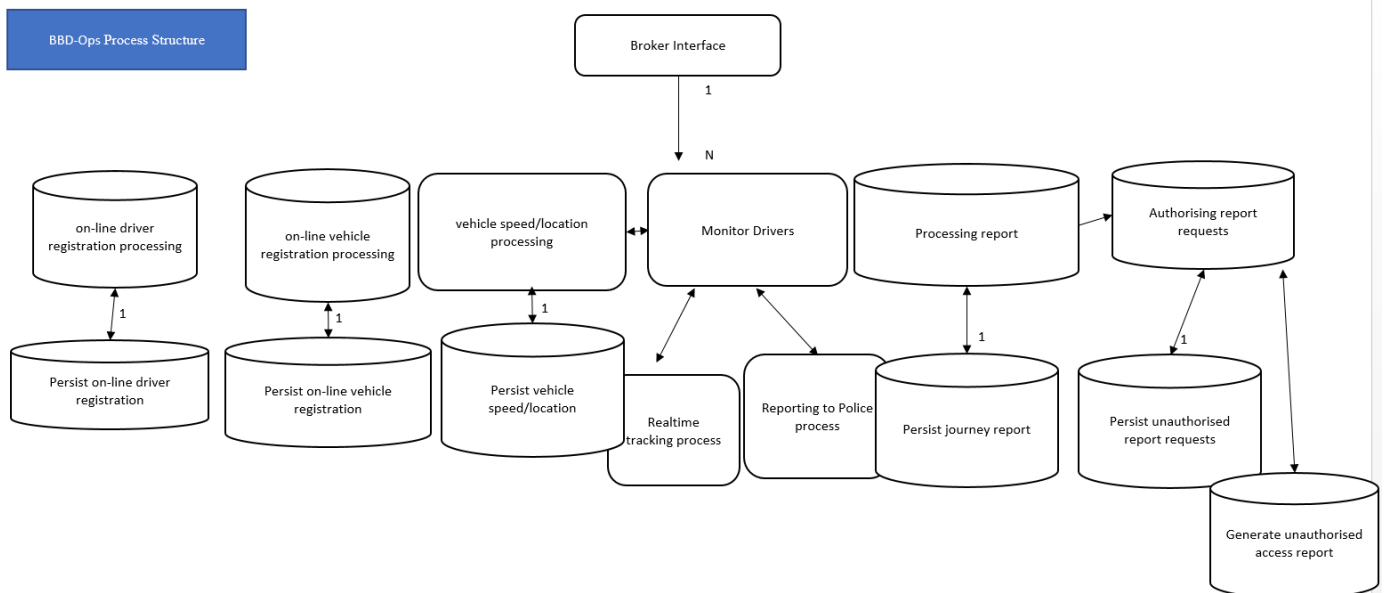 BBD-Ops Process Structure
Broker Interface
1
N
on-line driver
registration processing
on-line vehicle
registration processing
vehicle speed/location
processing
Monitor Drivers
Processing report
Authorising report
requests
1
1
1
1
1
Persist on-line driver
registration
Persist on-line vehicle
registration
Persist vehicle
speed/location
Realtime
tracking process
Reporting to Police
process
Persist journey report
Persist unauthorised
report requests
Generate unauthorised
access report